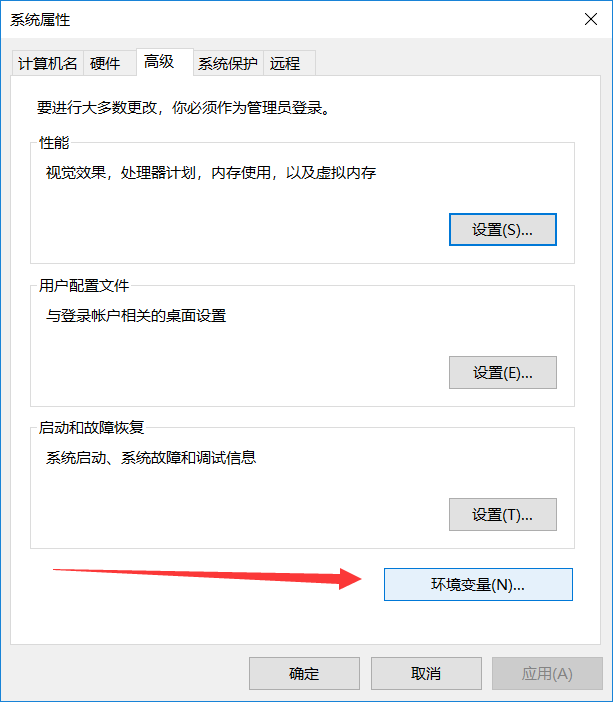 系统属性
计算机名 硬件 高级 系统保护 远程
要进行大多数更改，你必须作为管理员登录。
性能
视觉效果，处理器计划，内存使用，以及虚拟内存
设置(S)...
用户配置文件
与登录帐户相关的桌面设置
设置(E)...
启动和故障恢复
系统启动、系统故障和调试信息
设置(T)...
环境变量(N)...
确定 取消 应用(A)